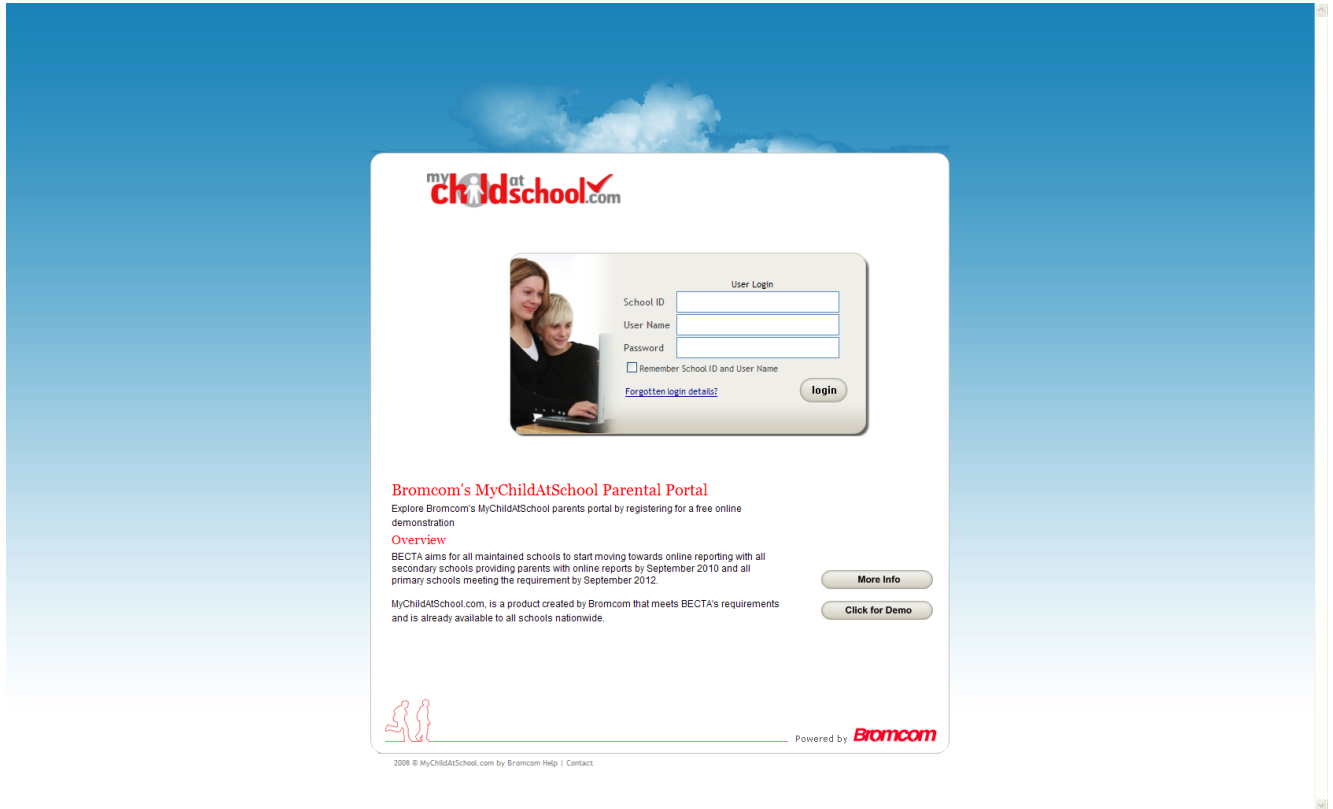 my child at school.com
User Login
School ID
User Name
Password
Remember School ID and User Name
Forgotten login details?
login
Bromcom's MyChildAtSchool Parental Portal
Explore Bromcom's MyChildAtSchool parents portal by registering for a free online
demonstration
Overview
BECTA aims for all maintained schools to start moving towards online reporting with all
secondary schools providing parents with online reports by September 2010 and all
primary schools meeting the requirement by September 2012.
More Info
MyChildAtSchool.com, is a product created by Bromcom that meets BECTA's requirements
and is already available to all schools nationwide.
Click for Demo
Powered by Bromcom
2008 © MyChildAtSchool.com by Bromcom Help | Contact